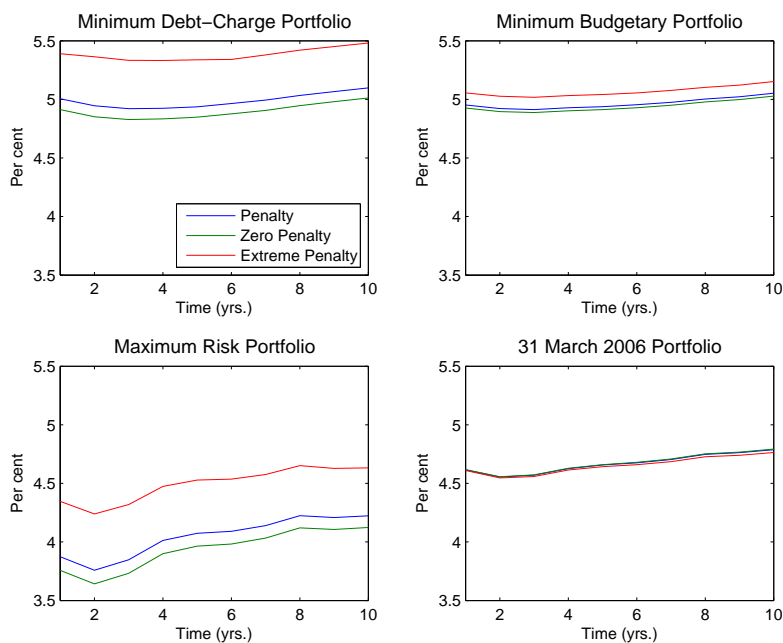 Minimum Debt−Charge Portfolio
5.5
5
4.5
4
3.5
Per cent
Penalty
Zero Penalty
Extreme Penalty
2 4 6 8 10
Time (yrs.)
Minimum Budgetary Portfolio
5.5
5
4.5
4
3.5
Per cent
2 4 6 8 10
Time (yrs.)
Maximum Risk Portfolio
5.5
5
4.5
4
3.5
Per cent
2 4 6 8 10
Time (yrs.)
31 March 2006 Portfolio
5.5
5
4.5
4
3.5
Per cent
2 4 6 8 10
Time (yrs.)